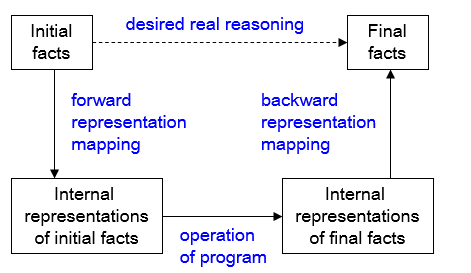 Initial
facts
desired real reasoning
Final
facts
forward
representation
mapping
backward
representation
mapping
Internal
representations
of initial facts
operation
of program
Internal
representations
of final facts